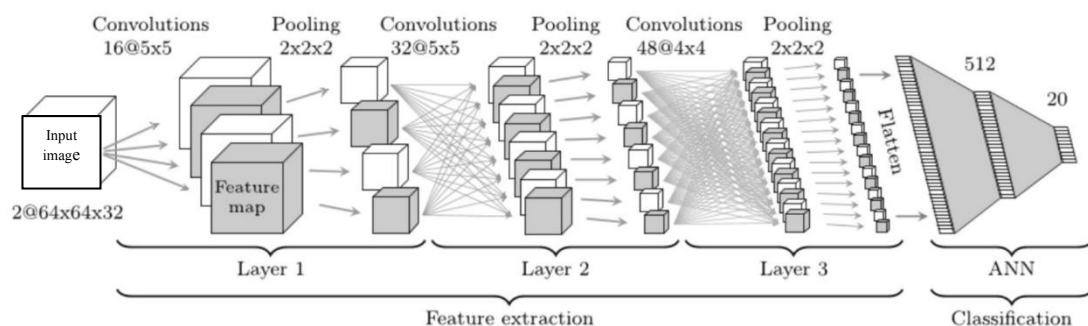 Convolutions
16@5x5
Pooling
2x2x2
Convolutions
32@5x5
Pooling
2x2x2
Convolutions
48@4x4
Pooling
2x2x2
512
20
Input
image
Feature
map
Flatten
2@64x64x32
Layer 1
Layer 2
Layer 3
ANN
Feature extraction
Classification